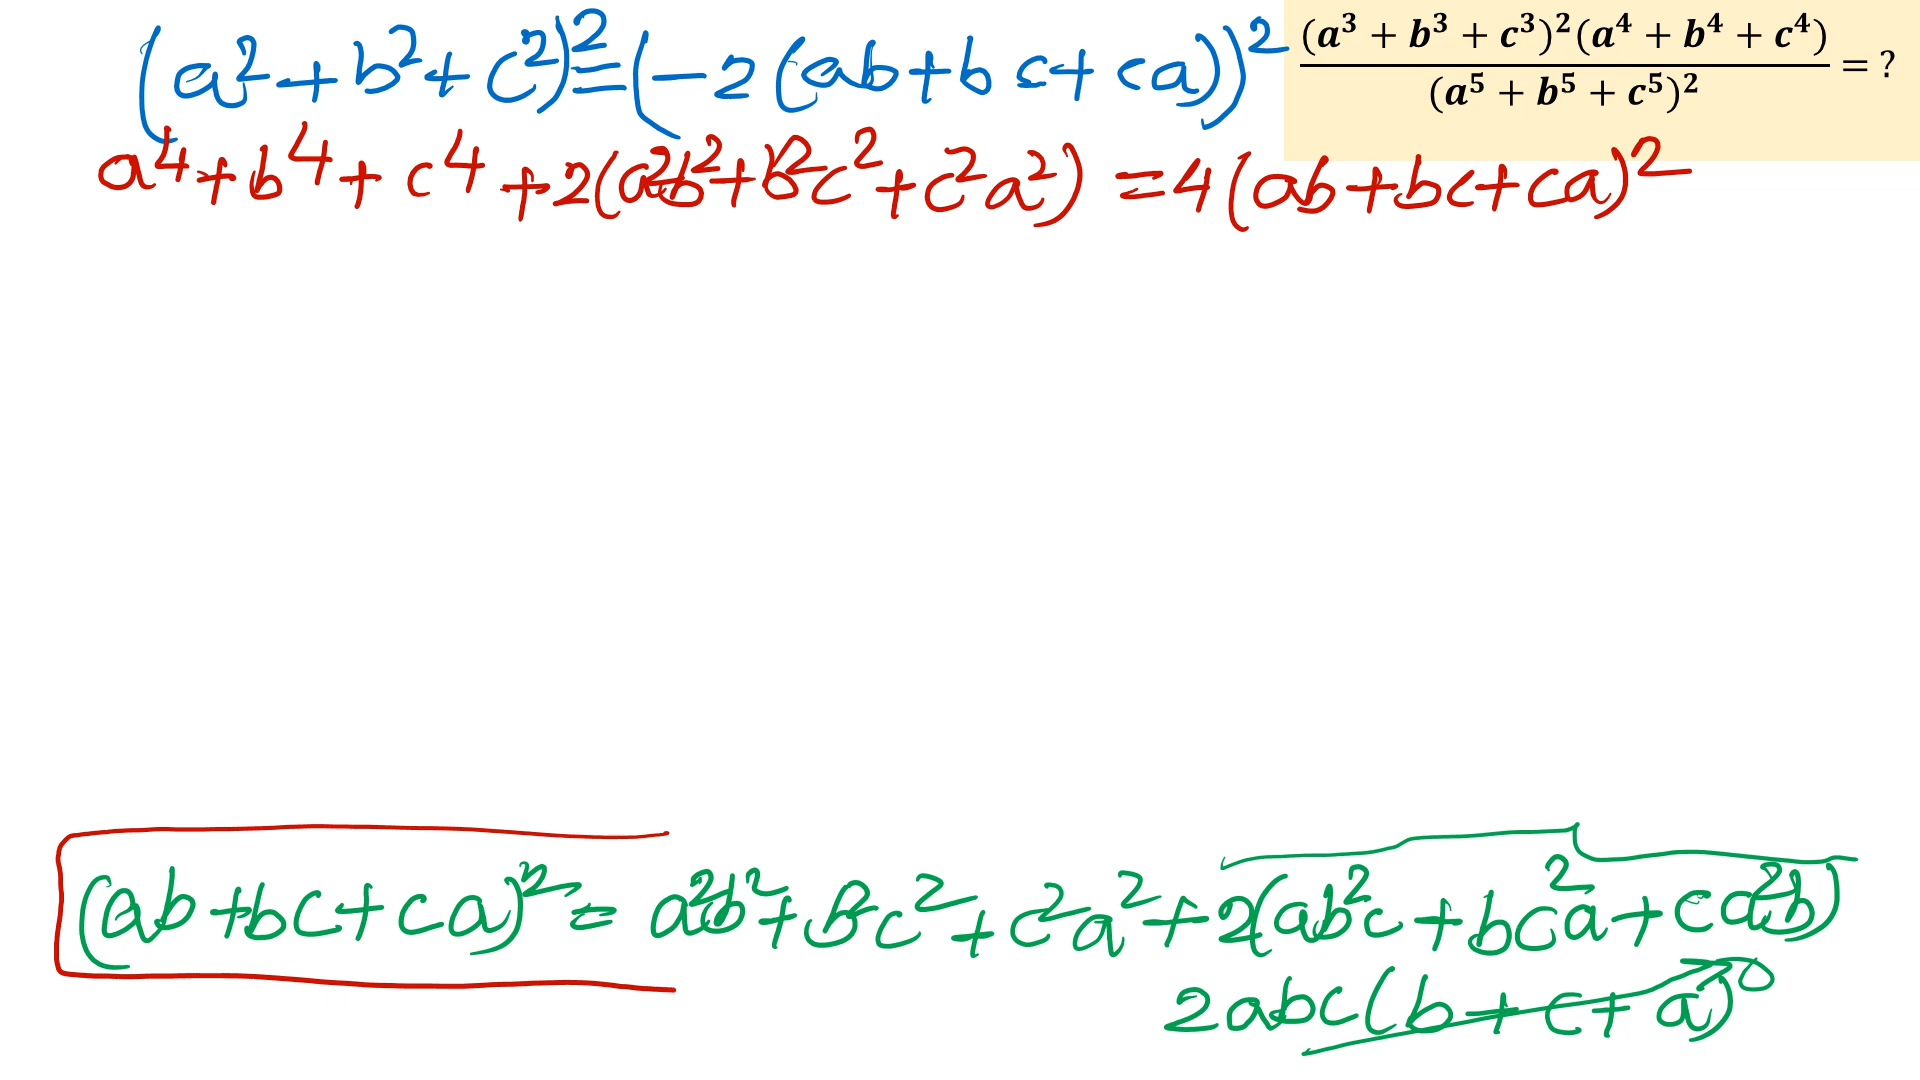 (a²+b²+c²)²=(-2(ab+bc+ca))²
(a³ + b³ + c³)²(a⁴ + b⁴ + c⁴)
(a⁵ + b⁵ + c⁵)²
= ?
a⁴+b⁴+c⁴+2(a²b²+b²c²+c²a²)=4(ab+bc+ca)²
(ab+bc+ca)²=a²b²+b²c²+c²a²+2(ab²c+bc²a+ca²b)
2abc(b+c+a)⁰